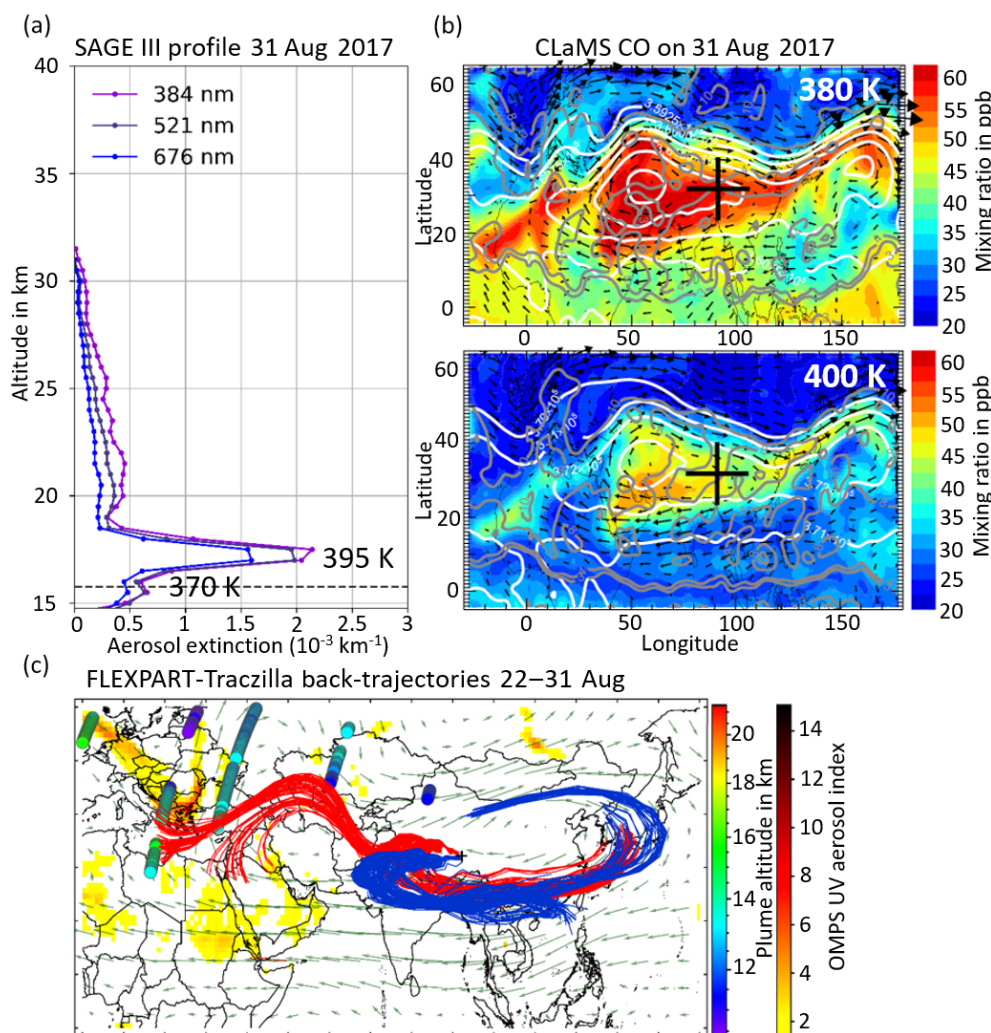 (a)
SAGE III profile 31 Aug 2017
40
35
30
25
20
15
Altitude in km
384 nm
521 nm
676 nm
395 K
370 K
0 0.5 1 1.5 2 2.5 3
Aerosol extinction (10⁻³ km⁻¹)
(b)
CLaMS CO on 31 Aug 2017
380 K
60
40
20
0
Latitude
0 50 100 150
60
55
50
45
40
35
30
25
20
Mixing ratio in ppb
400 K
60
40
20
0
Latitude
0 50 100 150
Longitude
60
55
50
45
40
35
30
25
20
Mixing ratio in ppb
(c)
FLEXPART-Traczilla back-trajectories 22–31 Aug
20
18
16
14
12
Plume altitude in km
14
12
10
8
6
4
2
OMPS UV aerosol index